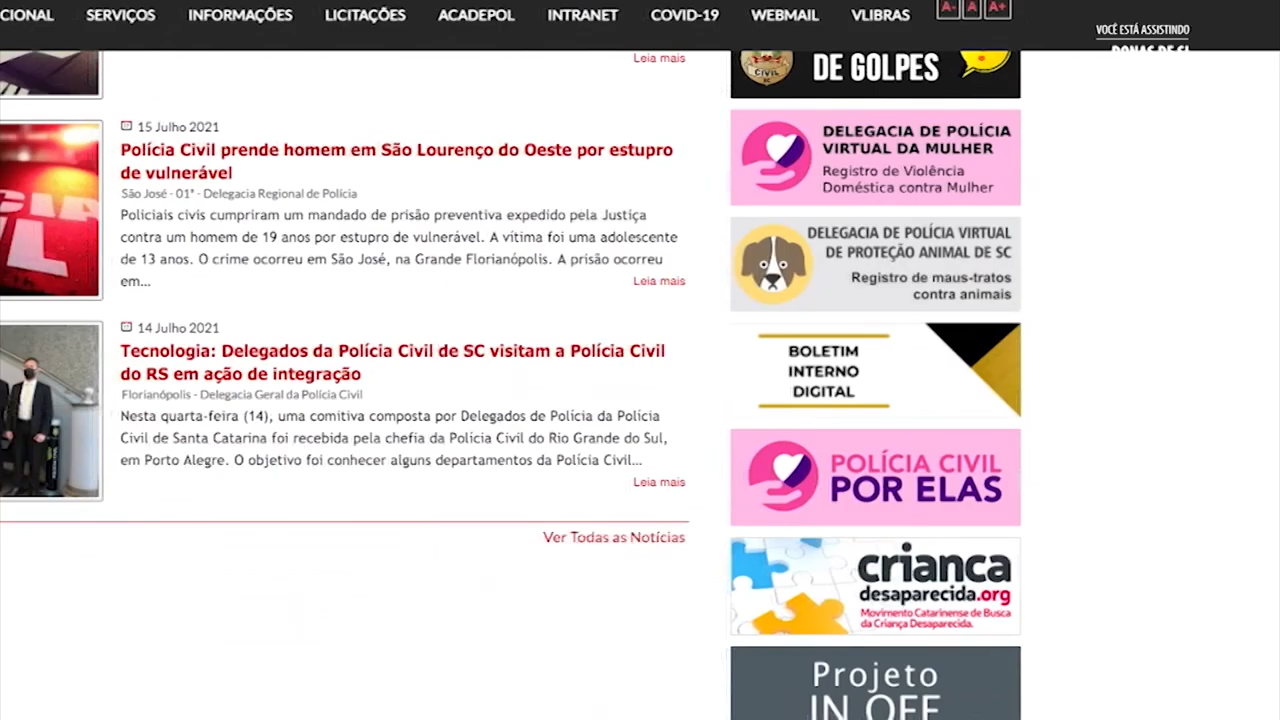 CIONAL SERVIÇOS INFORMAÇÕES LICITAÇÕES ACADEPOL INTRANET COVID-19 WEBMAIL VLIBRAS A- A A+
VOCÊ ESTÁ ASSISTINDO
DONAS DE SI
Leia mais
15 Julho 2021
Polícia Civil prende homem em São Lourenço do Oeste por estupro
de vulnerável
São José - 01ª - Delegacia Regional de Polícia
Policiais civis cumpriram um mandado de prisão preventiva expedido pela Justiça
contra um homem de 19 anos por estupro de vulnerável. A vítima foi uma adolescente
de 13 anos. O crime ocorreu em São José, na Grande Florianópolis. A prisão ocorreu
em...
Leia mais
14 Julho 2021
Tecnologia: Delegados da Polícia Civil de SC visitam a Polícia Civil
do RS em ação de integração
Florianópolis - Delegacia Geral da Polícia Civil
Nesta quarta-feira (14), uma comitiva composta por Delegados de Polícia da Polícia
Civil de Santa Catarina foi recebida pela chefia da Polícia Civil do Rio Grande do Sul,
em Porto Alegre. O objetivo foi conhecer alguns departamentos da Polícia Civil...
Leia mais
Ver Todas as Notícias
CIVIL
SC
DE GOLPES
DELEGACIA DE POLÍCIA
VIRTUAL DA MULHER
Registro de Violência
Doméstica contra Mulher
DELEGACIA DE POLÍCIA VIRTUAL
DE PROTEÇÃO ANIMAL DE SC
Registro de maus-tratos
contra animais
BOLETIM
INTERNO
DIGITAL
POLÍCIA CIVIL
POR ELAS
crianca
desaparecida.org
Movimento Catarinense de Busca
da Criança Desaparecida.
Projeto
IN OFF